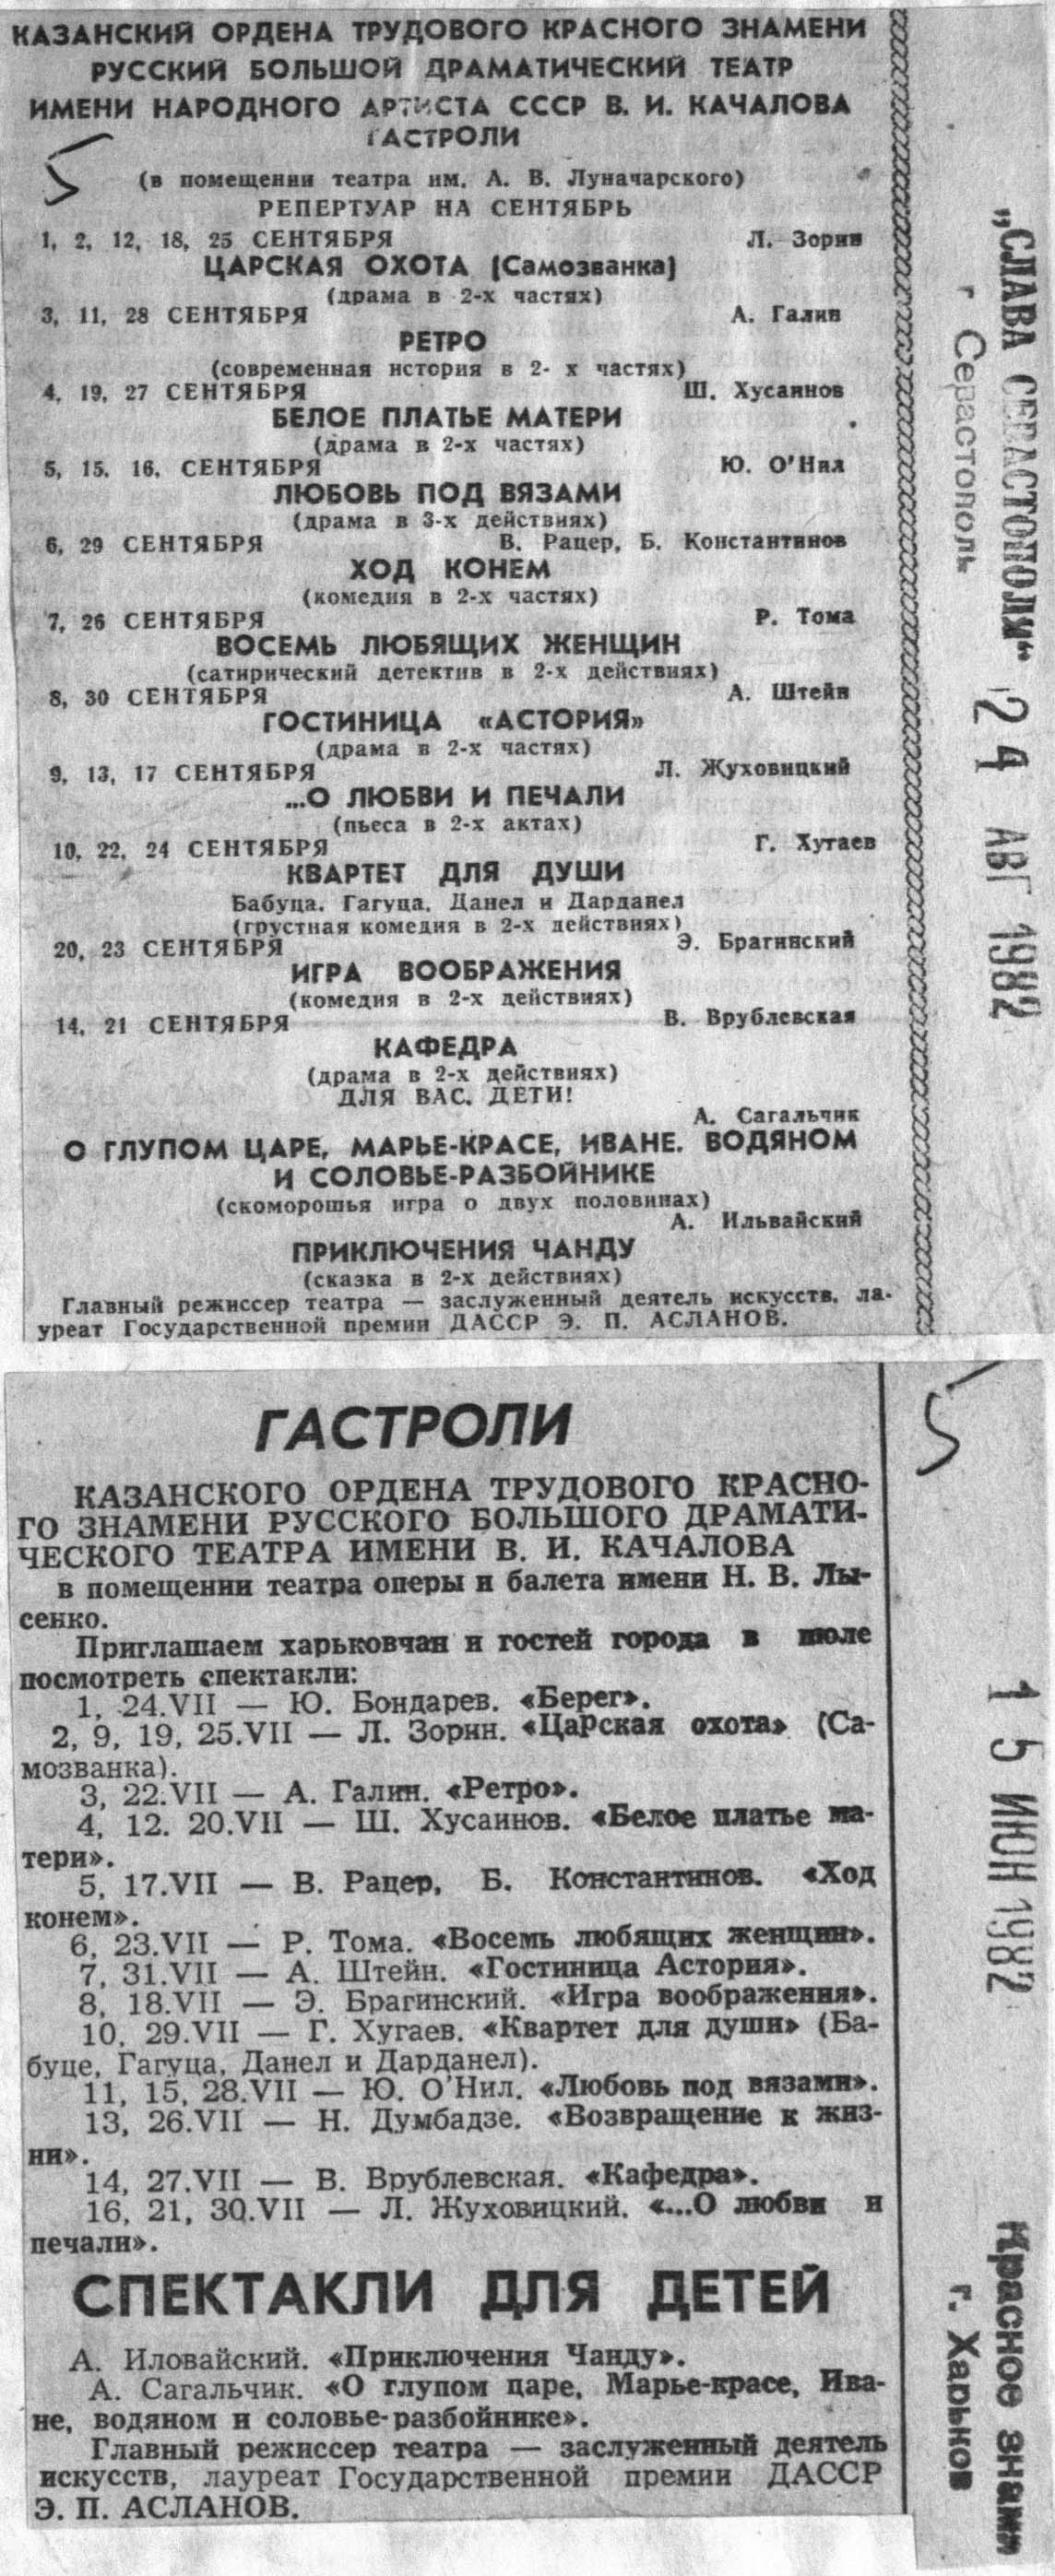 КАЗАНСКИЙ ОРДЕНА ТРУДОВОГО КРАСНОГО ЗНАМЕНИ
РУССКИЙ БОЛЬШОЙ ДРАМАТИЧЕСКИЙ ТЕАТР
ИМЕНИ НАРОДНОГО АРТИСТА СССР В. И. КАЧАЛОВА
ГАСТРОЛИ
5
(в помещении театра им. А. В. Луначарского)
РЕПЕРТУАР НА СЕНТЯБРЬ
1, 2, 12, 18, 25 СЕНТЯБРЯ Л. Зорин
ЦАРСКАЯ ОХОТА (Самозванка)
(драма в 2-х частях)
3, 11, 28 СЕНТЯБРЯ А. Галин
РЕТРО
(современная история в 2- х частях)
4, 19, 27 СЕНТЯБРЯ Ш. Хусаинов
БЕЛОЕ ПЛАТЬЕ МАТЕРИ
(драма в 2-х частях)
5, 15, 16, СЕНТЯБРЯ Ю. О'Нил
ЛЮБОВЬ ПОД ВЯЗАМИ
(драма в 3-х действиях)
6, 29 СЕНТЯБРЯ В. Рацер, Б. Константинов
ХОД КОНЕМ
(комедия в 2-х частях)
7, 26 СЕНТЯБРЯ Р. Тома
ВОСЕМЬ ЛЮБЯЩИХ ЖЕНЩИН
(сатирический детектив в 2-х действиях)
8, 30 СЕНТЯБРЯ А. Штейн
ГОСТИНИЦА «АСТОРИЯ»
(драма в 2-х частях)
9, 13, 17 СЕНТЯБРЯ Л. Жуховицкий
...О ЛЮБВИ И ПЕЧАЛИ
(пьеса в 2-х актах)
10, 22, 24 СЕНТЯБРЯ Г. Хугаев
КВАРТЕТ ДЛЯ ДУШИ
Бабуца, Гагуца, Данел и Дарданел
(грустная комедия в 2-х действиях)
20, 23 СЕНТЯБРЯ Э. Брагинский
ИГРА ВООБРАЖЕНИЯ
(комедия в 2-х действиях)
14, 21 СЕНТЯБРЯ В. Врублевская
КАФЕДРА
(драма в 2-х действиях)
ДЛЯ ВАС, ДЕТИ!
А. Сагальчик
О ГЛУПОМ ЦАРЕ, МАРЬЕ-КРАСЕ, ИВАНЕ, ВОДЯНОМ
И СОЛОВЬЕ-РАЗБОЙНИКЕ
(скоморошья игра о двух половинах)
А. Ильвайский
ПРИКЛЮЧЕНИЯ ЧАНДУ
(сказка в 2-х действиях)
Главный режиссер театра — заслуженный деятель искусств, ла-
уреат Государственной премии ДАССР Э. П. АСЛАНОВ.
„СЛАВА СЕВАСТОПОЛЯ“ 24 АВГ 1982
г Севастополь
ГАСТРОЛИ
КАЗАНСКОГО ОРДЕНА ТРУДОВОГО КРАСНО-
ГО ЗНАМЕНИ РУССКОГО БОЛЬШОГО ДРАМАТИ-
ЧЕСКОГО ТЕАТРА ИМЕНИ В. И. КАЧАЛОВА
в помещении театра оперы и балета имени Н. В. Лы-
сенко.
Приглашаем харьковчан и гостей города в июле
посмотреть спектакли:
1, 24.VII — Ю. Бондарев. «Берег».
2, 9, 19, 25.VII — Л. Зорин. «Царская охота» (Са-
мозванка).
3, 22.VII — А. Галин. «Ретро».
4, 12. 20.VII — Ш. Хусаинов. «Белое платье ма-
тери».
5, 17.VII — В. Рацер, Б. Константинов. «Ход
конем».
6, 23.VII — Р. Тома. «Восемь любящих женщин».
7, 31.VII — А. Штейн. «Гостиница Астория».
8, 18.VII — Э. Брагинский. «Игра воображения».
10, 29.VII — Г. Хугаев. «Квартет для души» (Ба-
буце, Гагуца, Данел и Дарданел).
11, 15, 28.VII — Ю. О'Нил. «Любовь под вязами».
13, 26.VII — Н. Думбадзе. «Возвращение к жиз-
ни».
14, 27.VII — В. Врублевская. «Кафедра».
16, 21, 30.VII — Л. Жуховицкий. «...О любви и
печали».
СПЕКТАКЛИ ДЛЯ ДЕТЕЙ
А. Иловайский. «Приключения Чанду».
А. Сагальчик. «О глупом царе, Марье-красе, Ива-
не, водяном и соловье-разбойнике».
Главный режиссер театра — заслуженный деятель
искусств, лауреат Государственной премии ДАССР
Э. П. АСЛАНОВ.
5
15 ИЮН 1982
Красное знамя
г. Харьков